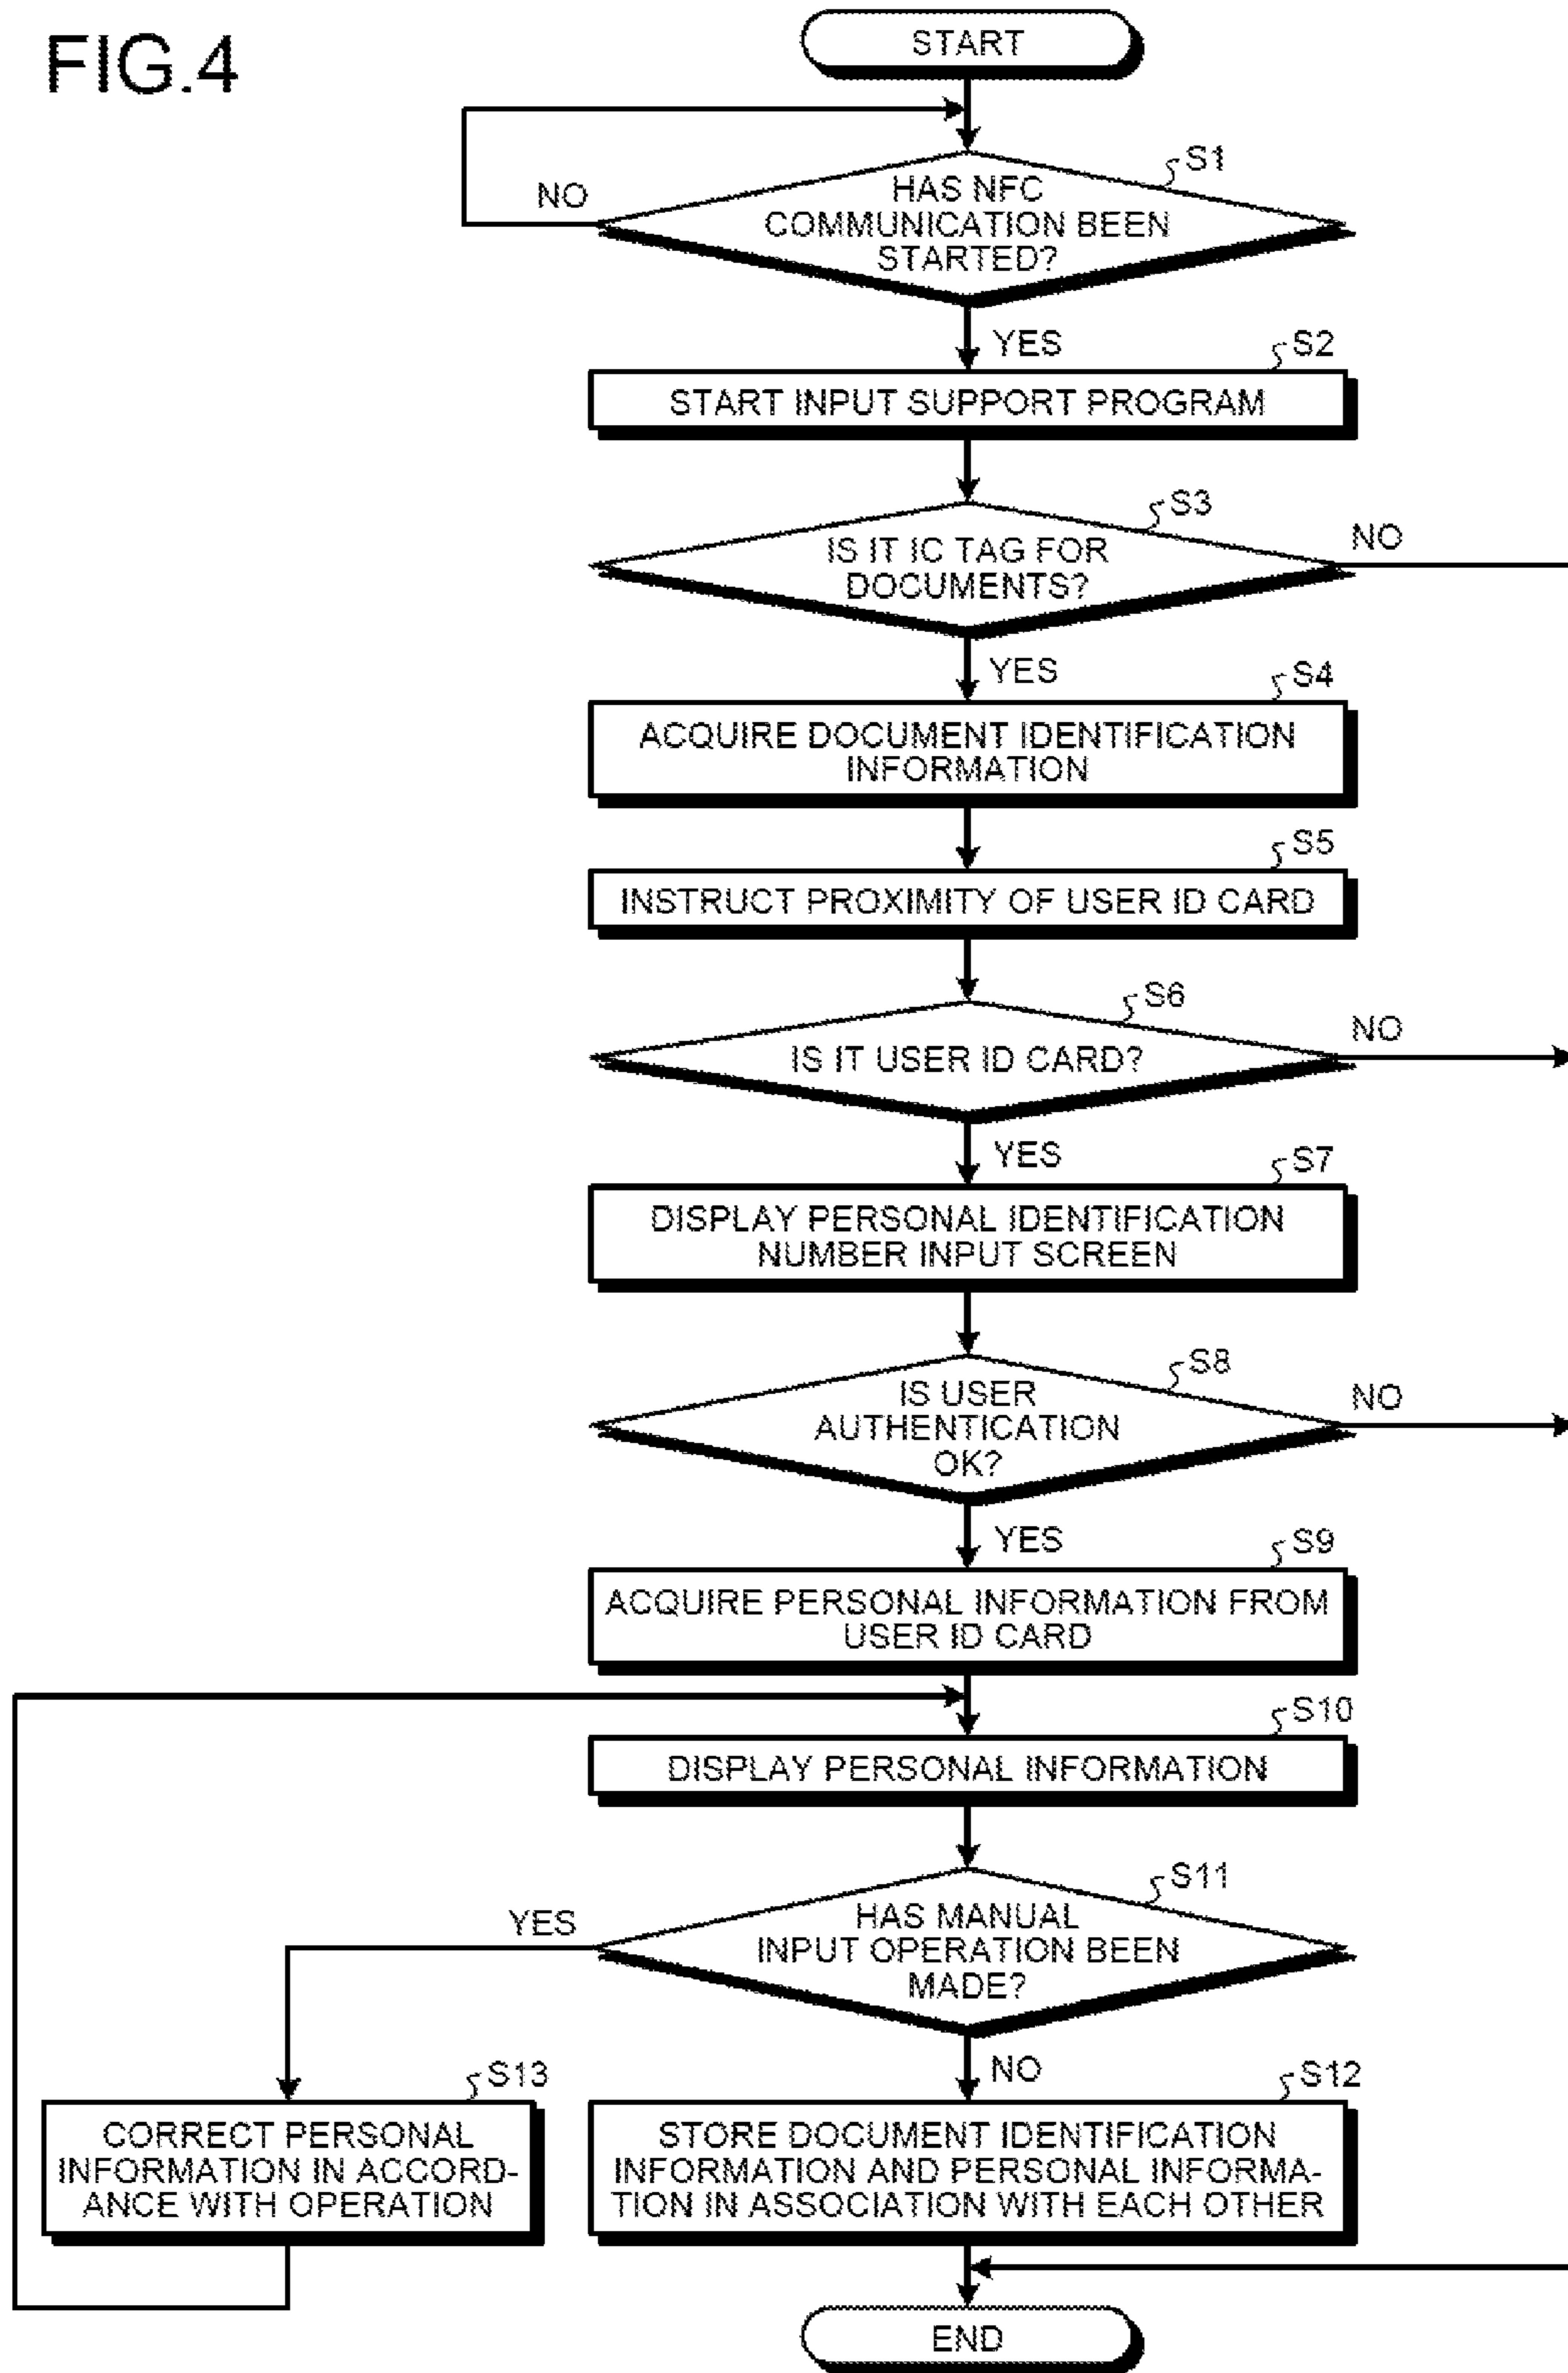 FIG.4
START
S1
HAS NFC
COMMUNICATION BEEN
STARTED?
NO
YES
S2
START INPUT SUPPORT PROGRAM
S3
IS IT IC TAG FOR
DOCUMENTS?
NO
YES
S4
ACQUIRE DOCUMENT IDENTIFICATION
INFORMATION
S5
INSTRUCT PROXIMITY OF USER ID CARD
S6
IS IT USER ID CARD?
NO
YES
S7
DISPLAY PERSONAL IDENTIFICATION
NUMBER INPUT SCREEN
S8
IS USER
AUTHENTICATION
OK?
NO
YES
S9
ACQUIRE PERSONAL INFORMATION FROM
USER ID CARD
S10
DISPLAY PERSONAL INFORMATION
S11
HAS MANUAL
INPUT OPERATION BEEN
MADE?
YES
NO
S13
CORRECT PERSONAL
INFORMATION IN ACCORD-
ANCE WITH OPERATION
S12
STORE DOCUMENT IDENTIFICATION
INFORMATION AND PERSONAL INFORMA-
TION IN ASSOCIATION WITH EACH OTHER
END